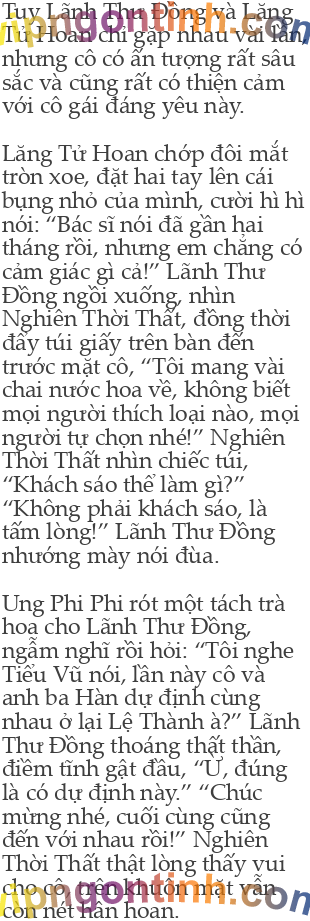 Tuy Lãnh Thư Đồng và Lăng
Tử Hoan chỉ gặp nhau vài lần,
nhưng cô có ấn tượng rất sâu
sắc và cũng rất có thiện cảm
với cô gái đáng yêu này.
Lăng Tử Hoan chớp đôi mắt
tròn xoe, đặt hai tay lên cái
bụng nhỏ của mình, cười hì hì
nói: “Bác sĩ nói đã gần hai
tháng rồi, nhưng em chẳng có
cảm giác gì cả!” Lãnh Thư
Đồng ngồi xuống, nhìn
Nghiên Thời Thất, đồng thời
đẩy túi giấy trên bàn đến
trước mặt cô, “Tôi mang vài
chai nước hoa về, không biết
mọi người thích loại nào, mọi
người tự chọn nhé!” Nghiên
Thời Thất nhìn chiếc túi,
“Khách sáo thế làm gì?”
“Không phải khách sáo, là
tấm lòng!” Lãnh Thư Đồng
nhướng mày nói đùa.
Ung Phi Phi rót một tách trà
hoa cho Lãnh Thư Đồng,
ngẫm nghĩ rồi hỏi: “Tôi nghe
Tiểu Vũ nói, lần này cô và
anh ba Hàn dự định cùng
nhau ở lại Lệ Thành à?” Lãnh
Thư Đồng thoáng thất thần,
điềm tĩnh gật đầu, “Ừ, đúng
là có dự định này.” “Chúc
mừng nhé, cuối cùng cũng
đến với nhau rồi!” Nghiên
Thời Thất thật lòng thấy vui
cho cô, trên khuôn mặt vẫn
còn nét hân hoan.
vipngontinh.com
vipngontinh.com